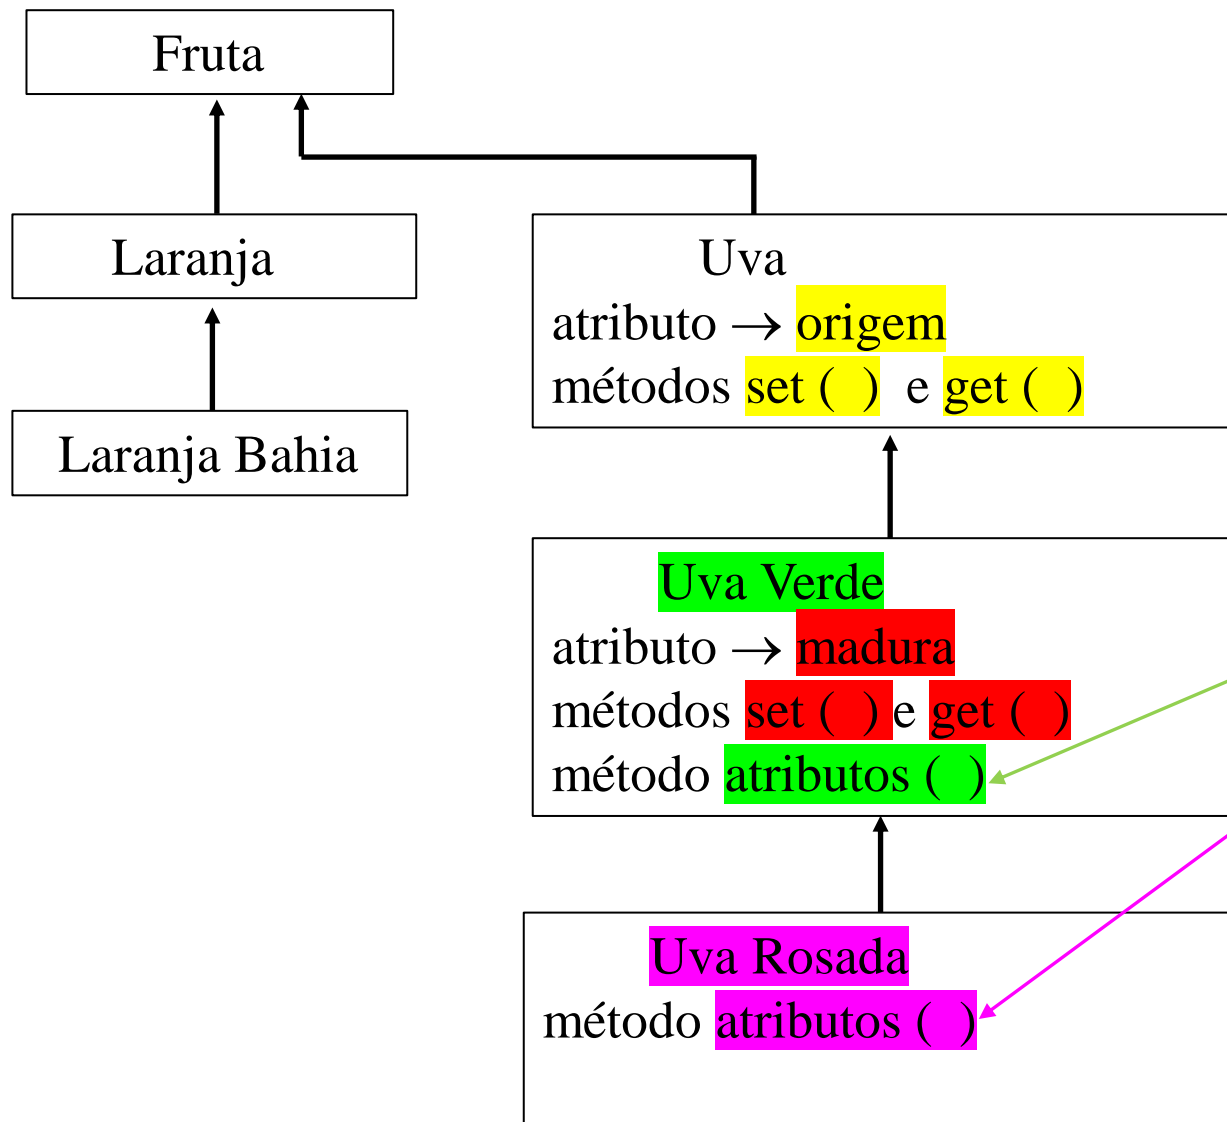 Fruta
Laranja
Laranja Bahia
Uva
atributo → origem
métodos set ( ) e get ( )
Uva Verde
atributo → madura
métodos set ( ) e get ( )
método atributos ( )
Uva Rosada
método atributos ( )